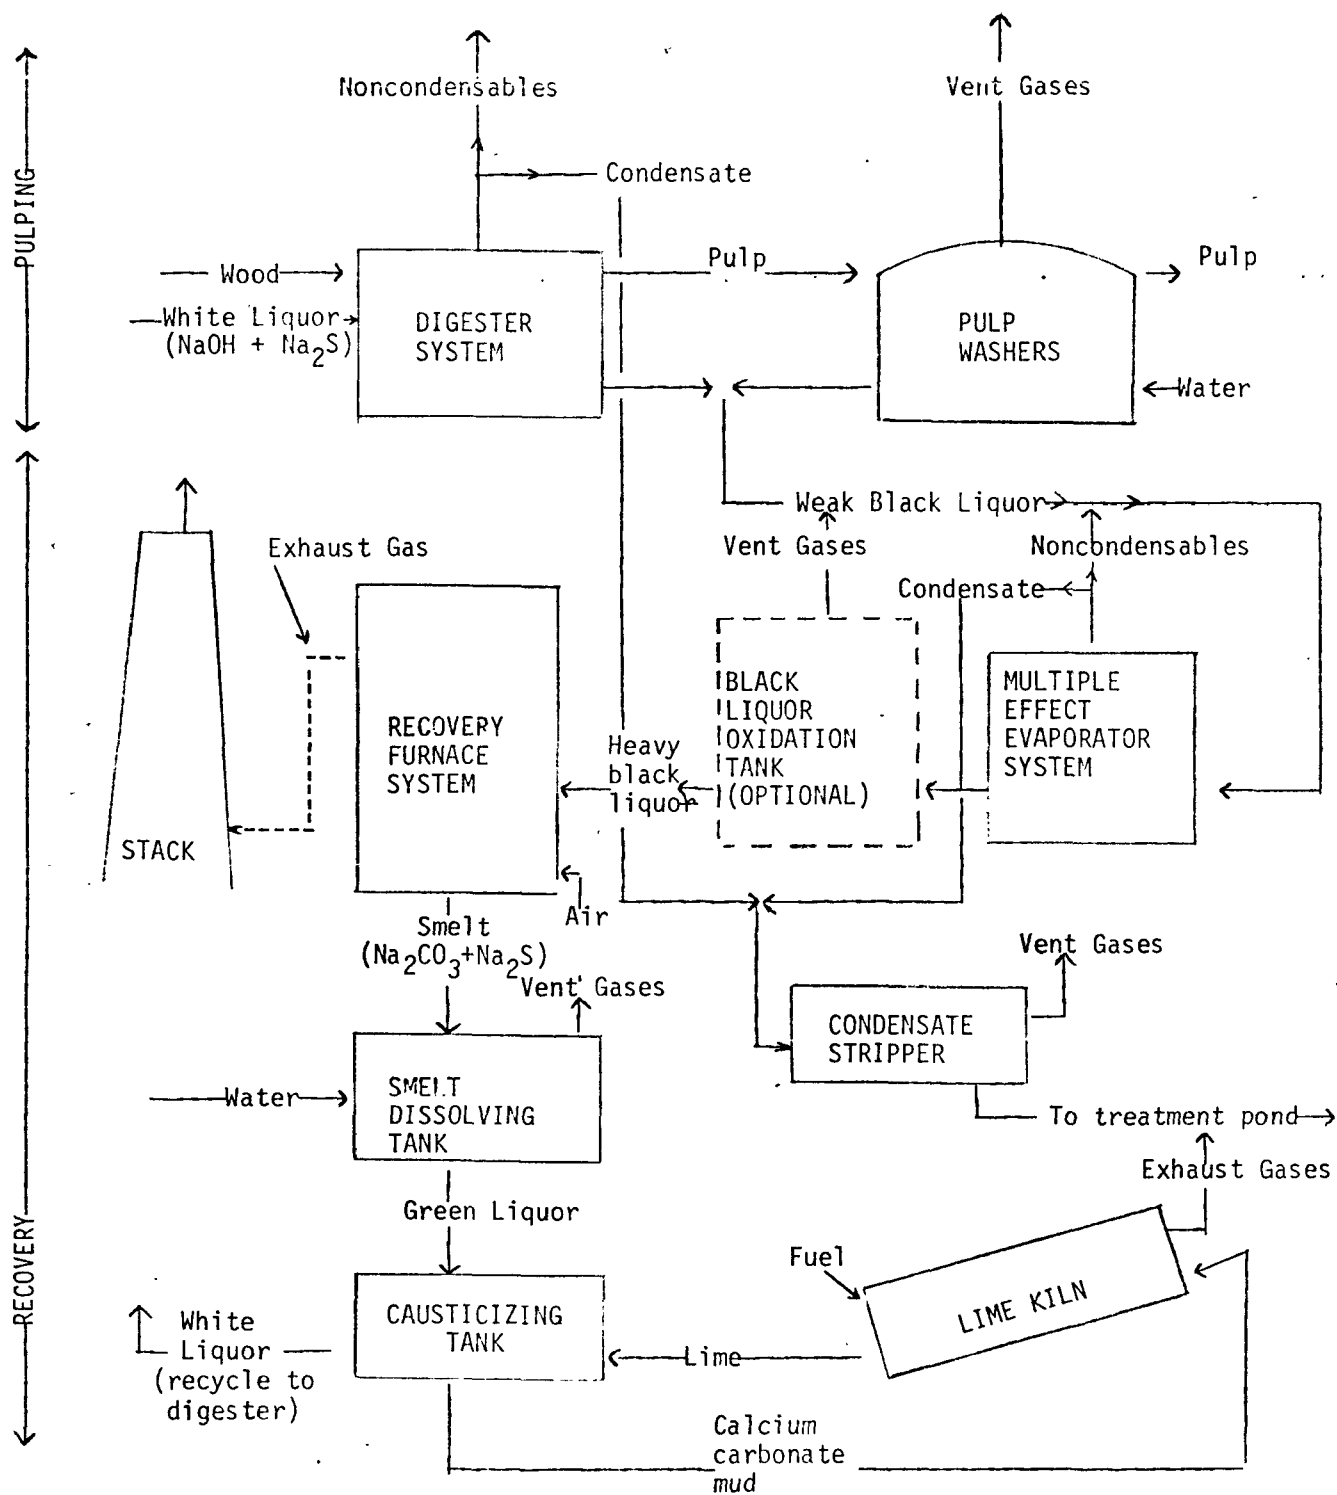 Noncondensables
Vent Gases
Condensate
PULPING
Wood
Pulp
Pulp
White Liquor
(NaOH + Na2S)
DIGESTER
SYSTEM
PULP
WASHERS
Water
Weak Black Liquor
Exhaust Gas
Vent Gases
Noncondensables
Condensate
STACK
RECOVERY
FURNACE
SYSTEM
Heavy
black
liquor
BLACK
LIQUOR
OXIDATION
TANK
(OPTIONAL)
MULTIPLE
EFFECT
EVAPORATOR
SYSTEM
Air
Smelt
(Na2CO3+Na2S)
Vent Gases
Vent Gases
CONDENSATE
STRIPPER
Water
SMELT
DISSOLVING
TANK
To treatment pond
Exhaust Gases
Green Liquor
RECOVERY
Fuel
LIME KILN
CAUSTICIZING
TANK
White
Liquor
(recycle to
digester)
Lime
Calcium
carbonate
mud